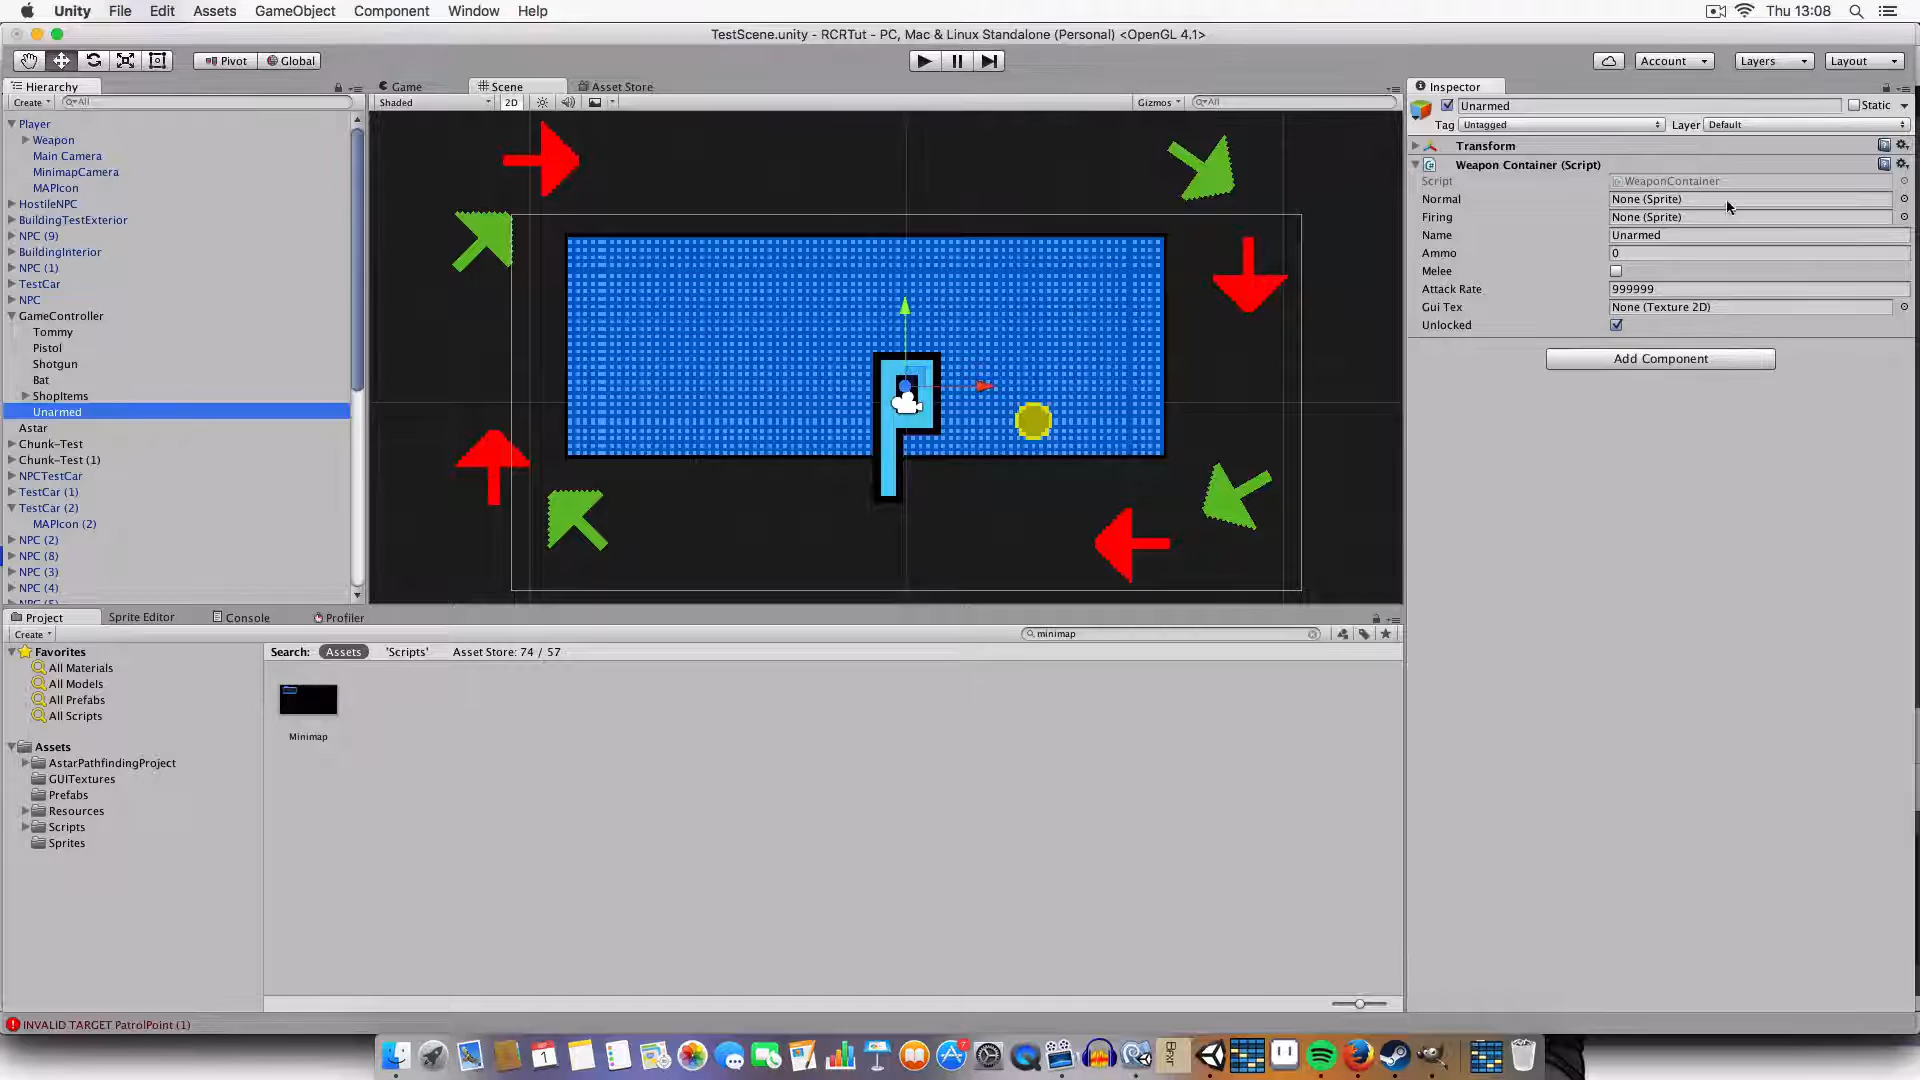 Unity File Edit Assets GameObject Component Window Help Thu 13:08
TestScene.unity - RCRTut - PC, Mac & Linux Standalone (Personal) <OpenGL 4.1>
Pivot Global Account Layers Layout
Hierarchy
Create All
Player
Weapon
Main Camera
MinimapCamera
MAPIcon
HostileNPC
BuildingTestExterior
NPC (9)
BuildingInterior
NPC (1)
TestCar
NPC
GameController
Tommy
Pistol
Shotgun
Bat
ShopItems
Unarmed
Astar
Chunk-Test
Chunk-Test (1)
NPCTestCar
TestCar (1)
TestCar (2)
MAPIcon (2)
NPC (2)
NPC (8)
NPC (3)
NPC (4)
Game Scene Asset Store
Shaded 2D Gizmos All
Inspector
Unarmed Static
Tag Untagged Layer Default
Transform
Weapon Container (Script)
Script WeaponContainer
Normal None (Sprite)
Firing None (Sprite)
Name Unarmed
Ammo 0
Melee
Attack Rate 999999
Gui Tex None (Texture 2D)
Unlocked
Add Component
Project Sprite Editor Console Profiler
Create minimap
Favorites
All Materials
All Models
All Prefabs
All Scripts
Assets
AstarPathfindingProject
GUITextures
Prefabs
Resources
Scripts
Sprites
Search: Assets 'Scripts' Asset Store: 74 / 57
Minimap
INVALID TARGET PatrolPoint (1)